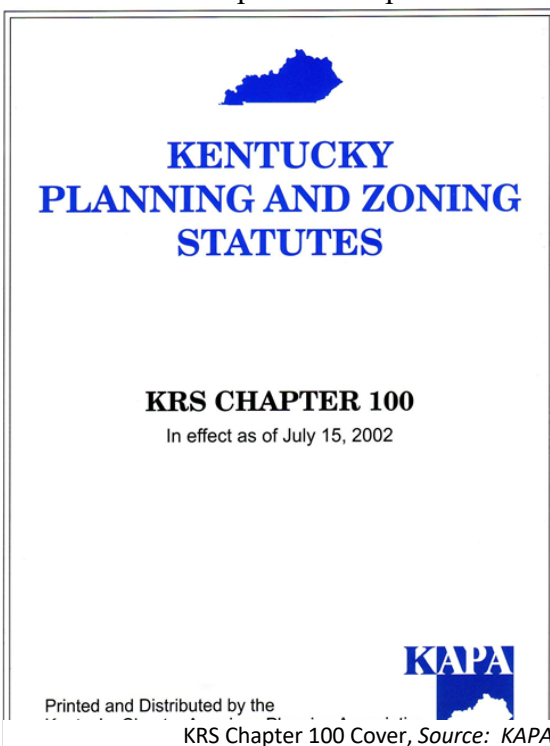 KENTUCKY
PLANNING AND ZONING
STATUTES
KRS CHAPTER 100
In effect as of July 15, 2002
KAPA
Printed and Distributed by the
KRS Chapter 100 Cover, Source: KAPA